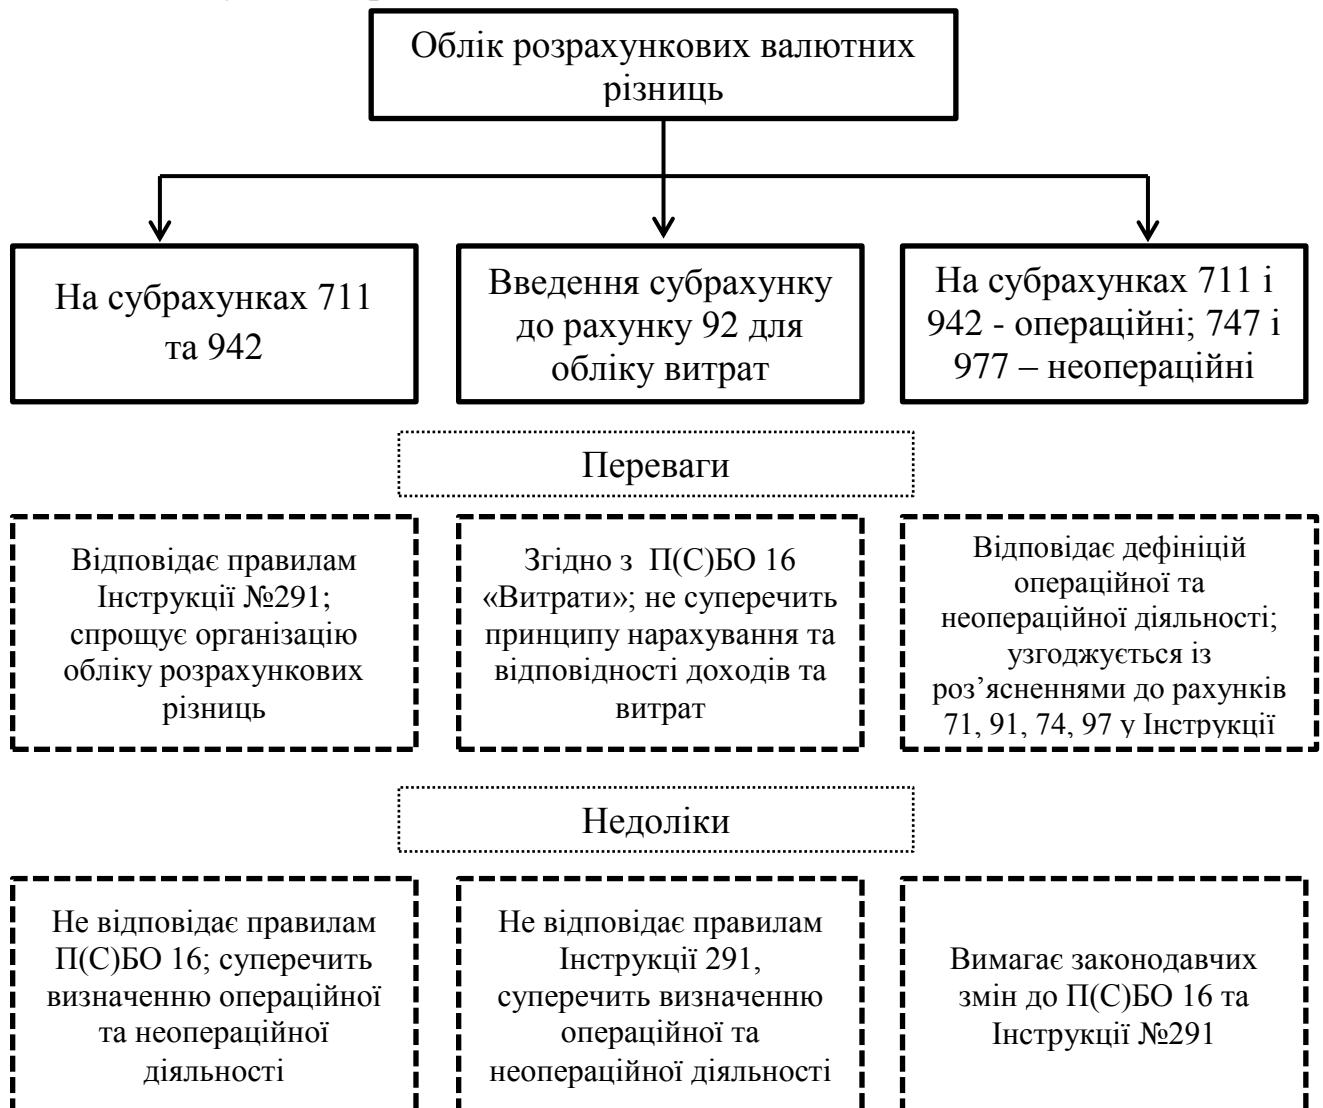 Облік розрахункових валютних
різниць
На субрахунках 711
та 942
Введення субрахунку
до рахунку 92 для
обліку витрат
На субрахунках 711 і
942 - операційні; 747 і
977 – неопераційні
Переваги
Відповідає правилам
Інструкції №291;
спрощує організацію
обліку розрахункових
різниць
Згідно з П(С)БО 16
«Витрати»; не суперечить
принципу нарахування та
відповідності доходів та
витрат
Відповідає дефініцій
операційної та
неопераційної діяльності;
узгоджується із
роз’ясненнями до рахунків
71, 91, 74, 97 у Інструкції
Недоліки
Не відповідає правилам
П(С)БО 16; суперечить
визначенню операційної
та неопераційної
діяльності
Не відповідає правилам
Інструкції 291,
суперечить визначенню
операційної та
неопераційної діяльності
Вимагає законодавчих
змін до П(С)БО 16 та
Інструкції №291